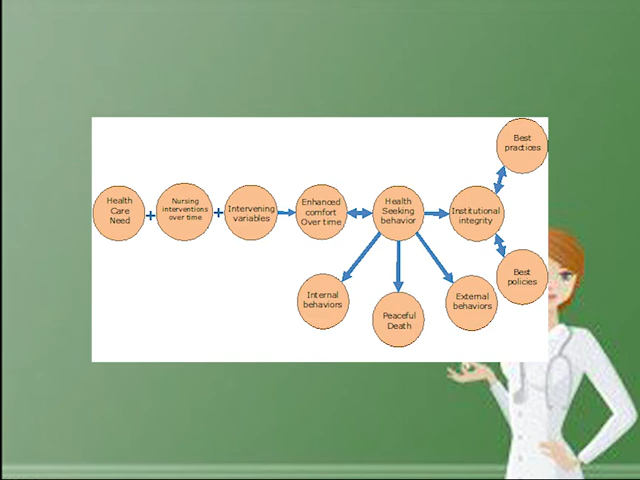 Health
Care
Need
+
Nursing
interventions
over time
+
Intervening
variables
Enhanced
comfort
Over time
Health
Seeking
behavior
Institutional
integrity
Best
practices
Best
policies
Internal
behaviors
Peaceful
Death
External
behaviors